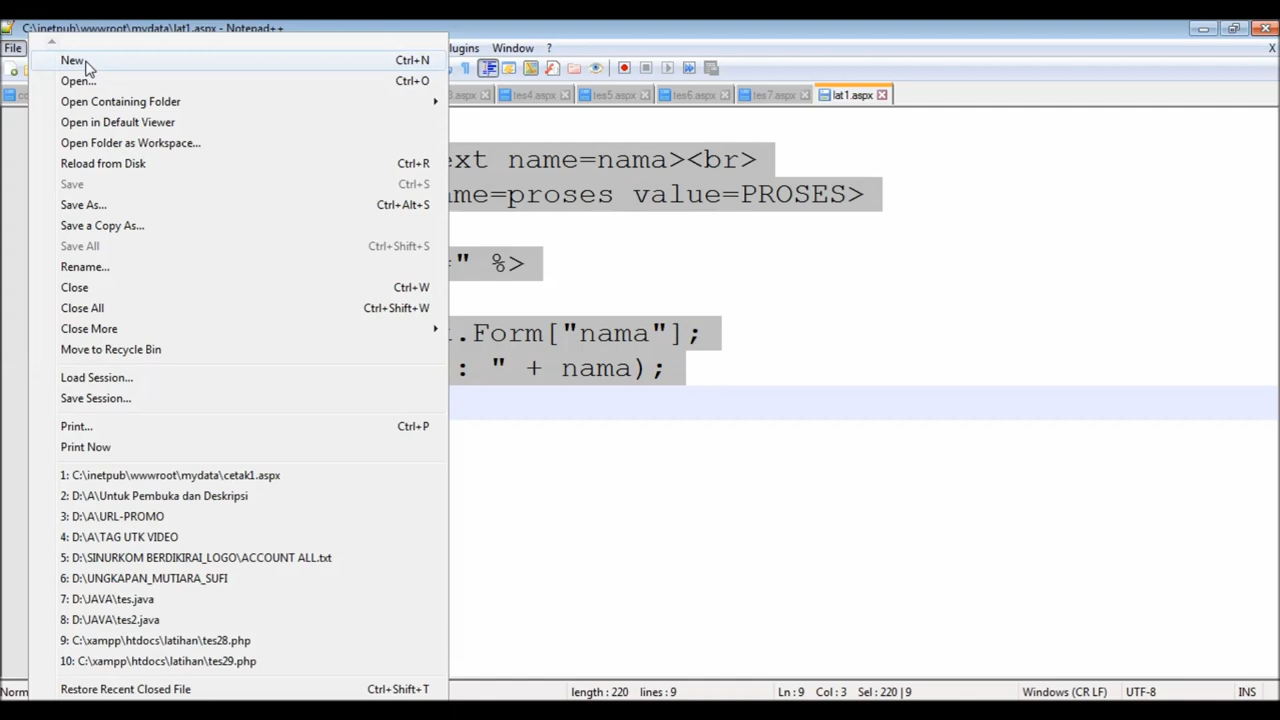 C:\inetpub\wwwroot\mydata\lat1.aspx - Notepad++
File
lugins
Window
?
X
3.aspx
tes4.aspx
tes5.aspx
tes6.aspx
tes7.aspx
lat1.aspx
New
Ctrl+N
Open...
Ctrl+O
Open Containing Folder
Open in Default Viewer
Open Folder as Workspace...
Reload from Disk
Ctrl+R
Save
Ctrl+S
Save As...
Ctrl+Alt+S
Save a Copy As...
Save All
Ctrl+Shift+S
Rename...
Close
Ctrl+W
Close All
Ctrl+Shift+W
Close More
Move to Recycle Bin
Load Session...
Save Session...
Print...
Ctrl+P
Print Now
1: C:\inetpub\wwwroot\mydata\cetak1.aspx
2: D:\A\Untuk Pembuka dan Deskripsi
3: D:\A\URL-PROMO
4: D:\A\TAG UTK VIDEO
5: D:\SINURKOM BERDIKIRAI_LOGO\ACCOUNT ALL.txt
6: D:\UNGKAPAN_MUTIARA_SUFI
7: D:\JAVA\tes.java
8: D:\JAVA\tes2.java
9: C:\xampp\htdocs\latihan\tes28.php
10: C:\xampp\htdocs\latihan\tes29.php
Restore Recent Closed File
Ctrl+Shift+T
ext name=nama><br>
me=proses value=PROSES>
" %>
.Form["nama"];
: " + nama);
Norm
length : 220
lines : 9
Ln : 9
Col : 3
Sel : 220 | 9
Windows (CR LF)
UTF-8
INS